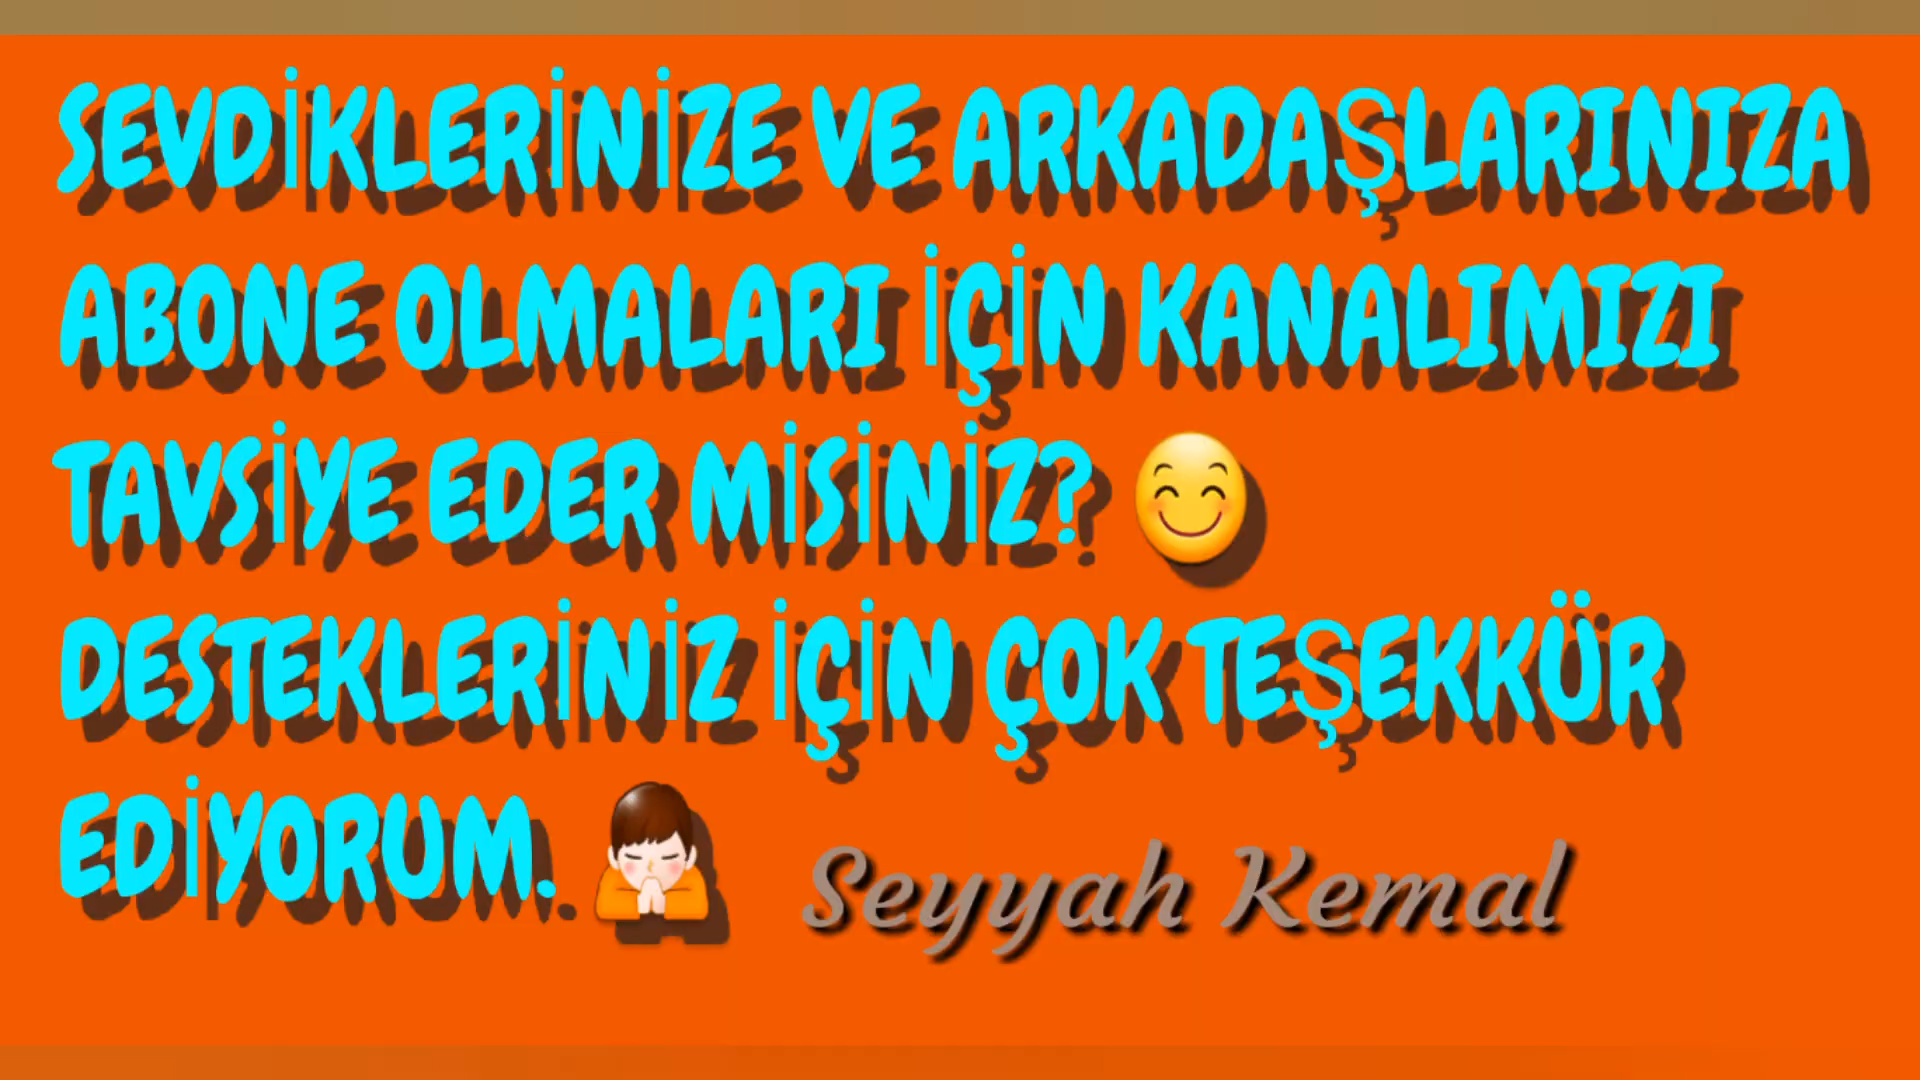 SEVDİKLERİNİZE VE ARKADAŞLARINIZA
ABONE OLMALARI İÇİN KANALIMIZI
TAVSİYE EDER MİSİNİZ? 😊
DESTEKLERİNİZ İÇİN ÇOK TEŞEKKÜR
EDİYORUM. 🙏 Seyyah Kemal